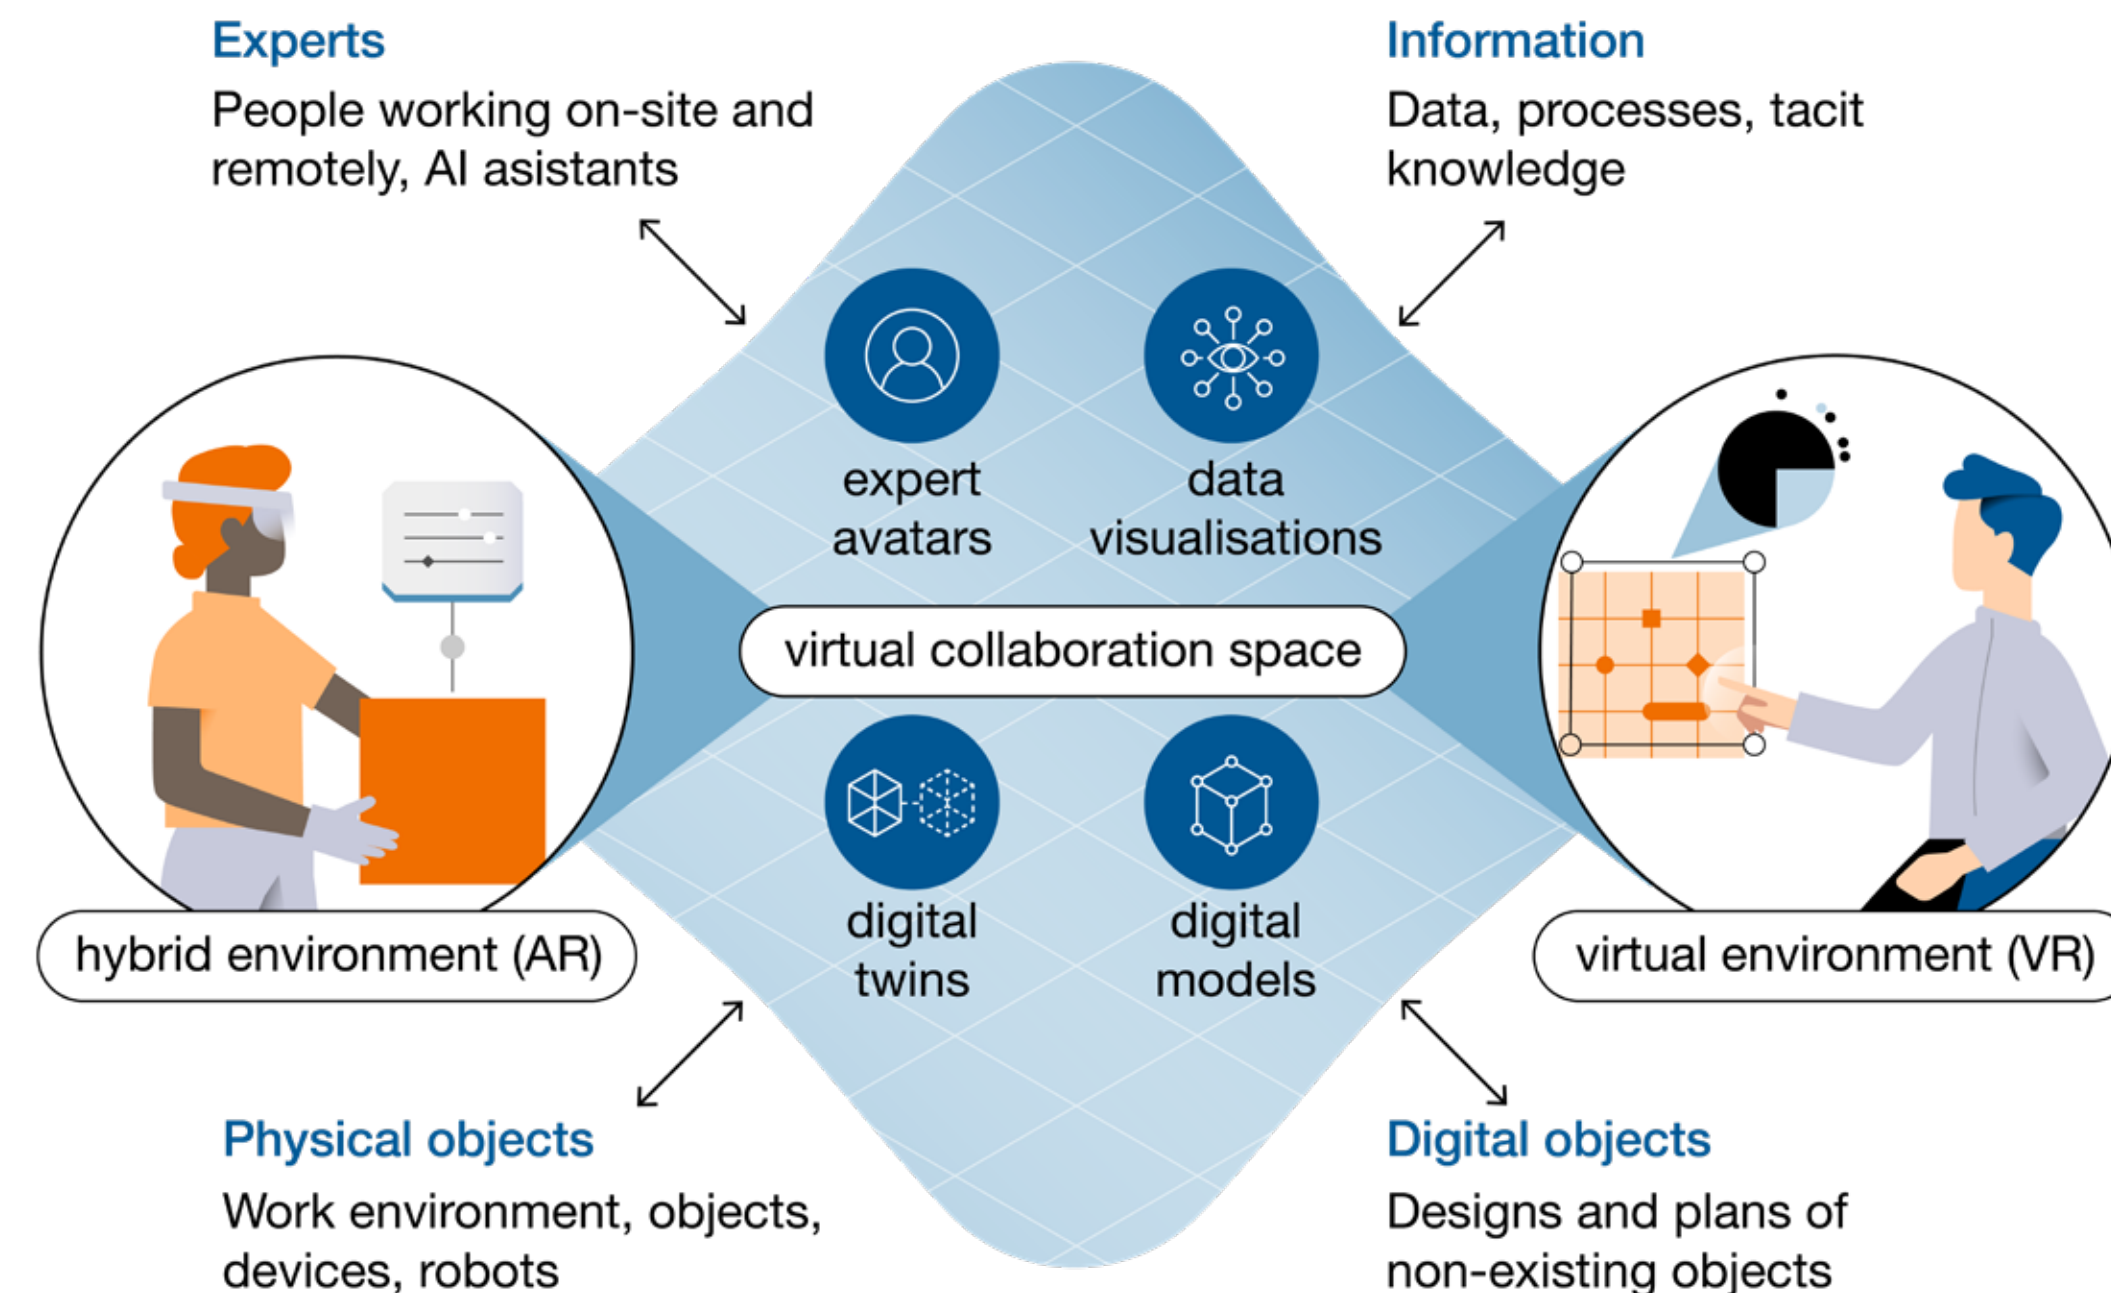 Experts
People working on-site and
remotely, AI asistants
Information
Data, processes, tacit
knowledge
expert
avatars
data
visualisations
virtual collaboration space
digital
twins
digital
models
hybrid environment (AR)
virtual environment (VR)
Physical objects
Work environment, objects,
devices, robots
Digital objects
Designs and plans of
non-existing objects